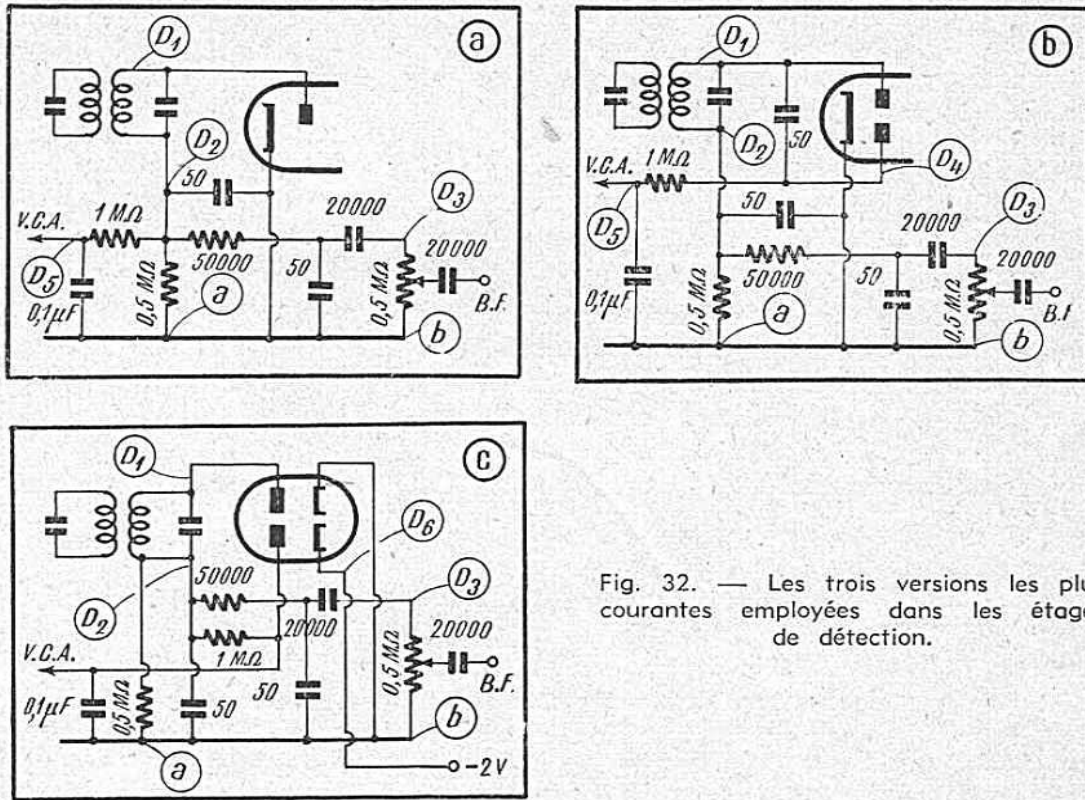 a
D1
D2
50
V.C.A.
1 MΩ
20000
D3
20000
D5
50000
50
0,1µF
0,5 MΩ
a
0,5 MΩ
B.F.
b
b
D1
50
D2
D4
V.C.A.
1 MΩ
50
D3
20000
20000
D5
50000
50
0,1µF
0,5 MΩ
a
0,5 MΩ
B.F
b
c
D1
D6
50000
D2
D3
20000
20000
V.C.A.
1 MΩ
0,5 MΩ
B.F.
0,1µF
0,5 MΩ
50
50
b
a
-2V
Fig. 32. — Les trois versions les plu
courantes employées dans les étage
de détection.